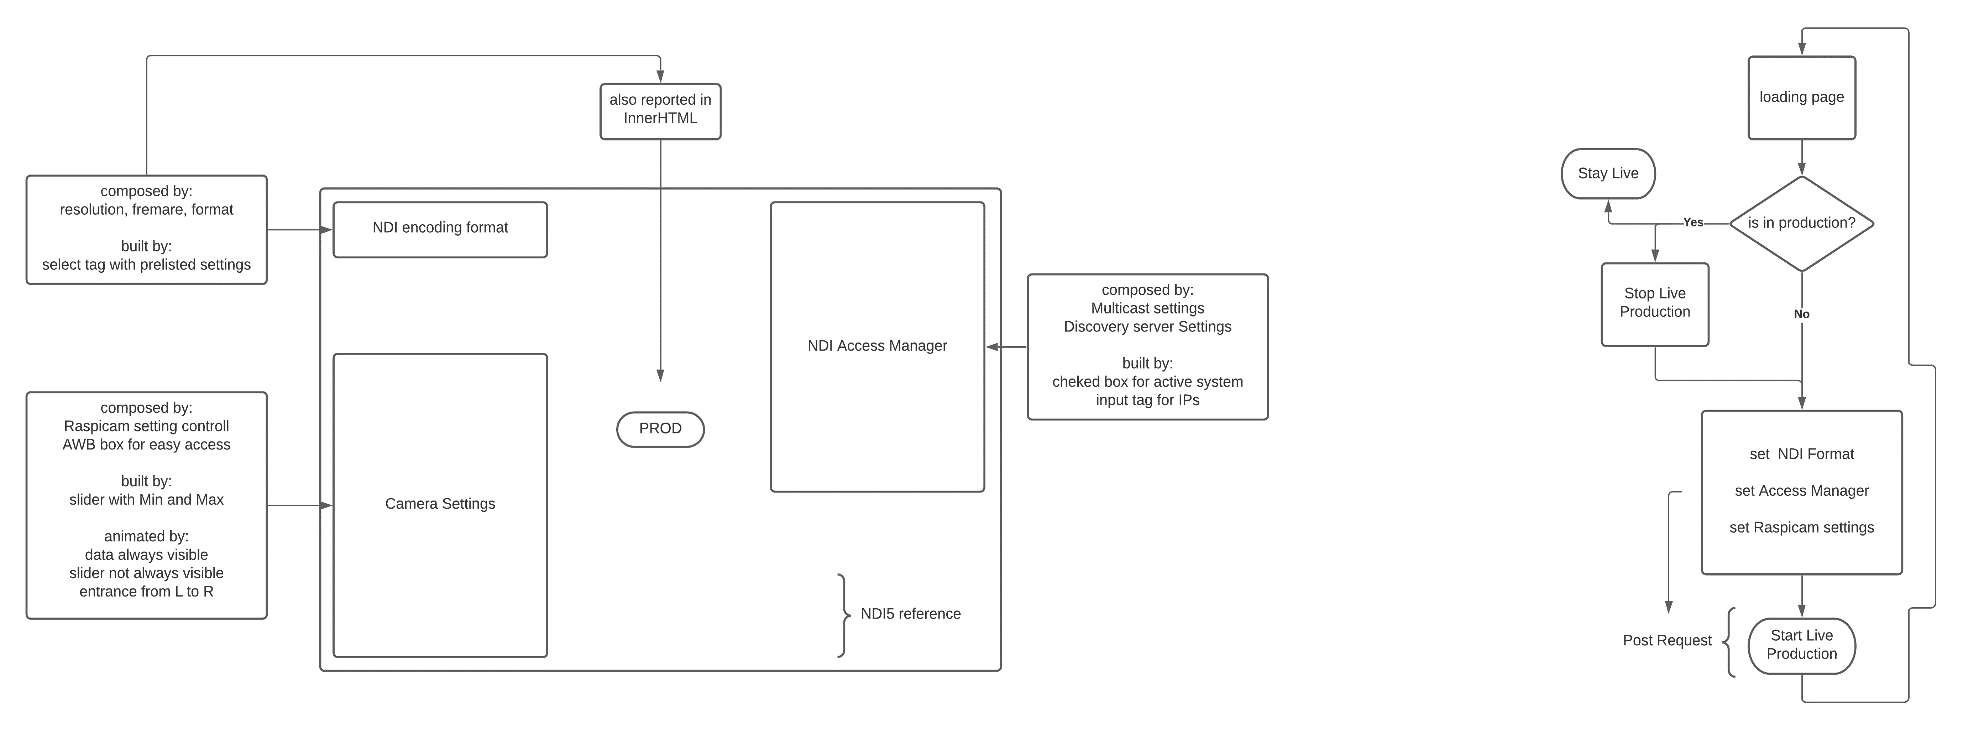 also reported in
InnerHTML
composed by:
resolution, fremare, format
built by:
select tag with prelisted settings
NDI encoding format
composed by:
Raspicam setting controll
AWB box for easy access
built by:
slider with Min and Max
animated by:
data always visible
slider not always visible
entrance from L to R
Camera Settings
PROD
NDI Access Manager
NDI5 reference
composed by:
Multicast settings
Discovery server Settings
built by:
cheked box for active system
input tag for IPs
loading page
is in production?
Yes
Stay Live
Stop Live
Production
No
set NDI Format
set Access Manager
set Raspicam settings
Post Request
Start Live
Production